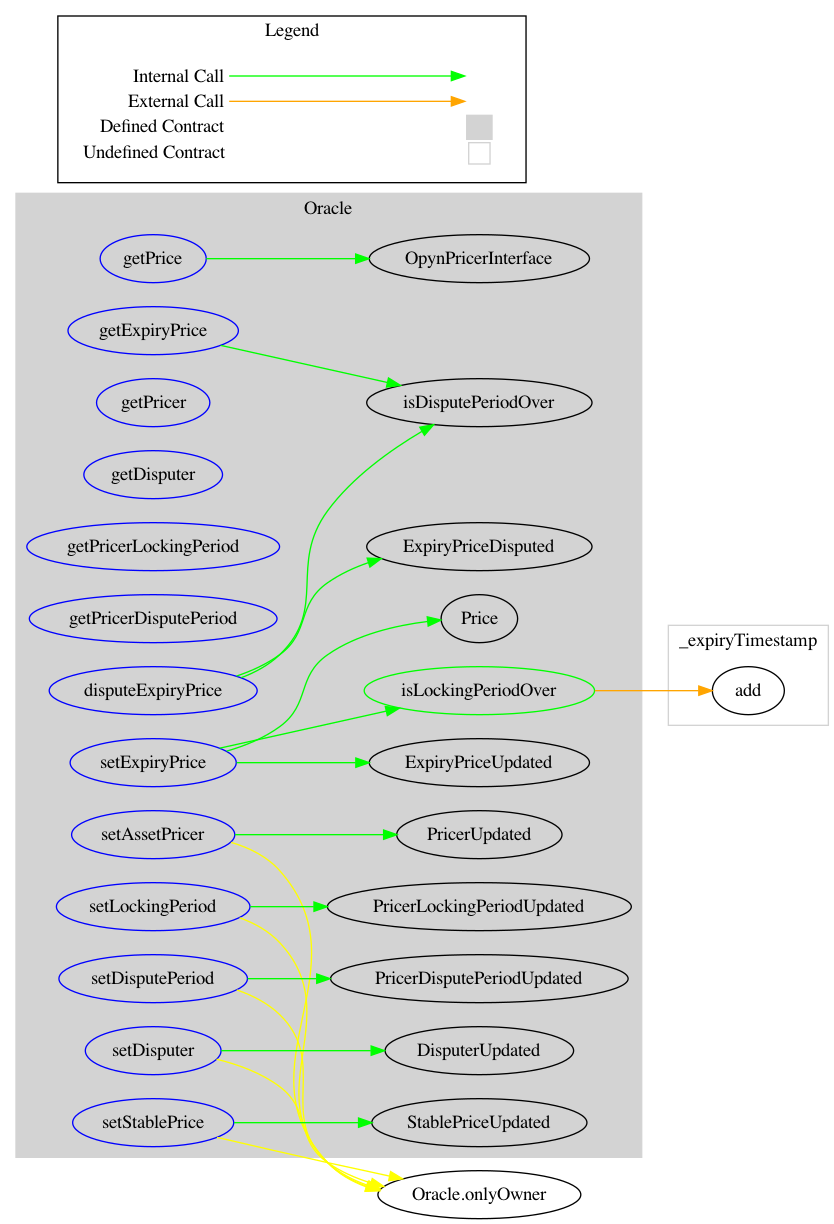 Legend
Internal Call
External Call
Defined Contract
Undefined Contract
Oracle
getPrice
OpynPricerInterface
getExpiryPrice
getPricer
isDisputePeriodOver
getDisputer
getPricerLockingPeriod
ExpiryPriceDisputed
getPricerDisputePeriod
Price
_expiryTimestamp
disputeExpiryPrice
isLockingPeriodOver
add
setExpiryPrice
ExpiryPriceUpdated
setAssetPricer
PricerUpdated
setLockingPeriod
PricerLockingPeriodUpdated
setDisputePeriod
PricerDisputePeriodUpdated
setDisputer
DisputerUpdated
setStablePrice
StablePriceUpdated
Oracle.onlyOwner